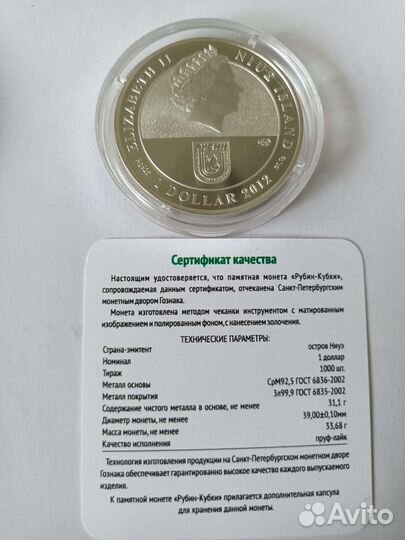 ELIZABETH II
NIUE ISLAND
1 DOLLAR 2012
Сертификат качества
Настоящим удостоверяется, что памятная монета «Рубин-Кубки»,
сопровождаемая данным сертификатом, отчеканена Санкт-Петербургским
монетным двором Гознака.
Монета изготовлена методом чеканки инструментом с матированным
изображением и полированным фоном, с нанесением золочения.
ТЕХНИЧЕСКИЕ ПАРАМЕТРЫ:
Страна-эмитент остров Ниуэ
Номинал 1 доллар
Тираж 1000 шт.
Металл основы СрМ92,5 ГОСТ 6836-2002
Металл покрытия Зл99,9 ГОСТ 6835-2002
Содержание чистого металла в основе, не менее 31,1 г
Диаметр монеты, не менее 39,00±0,10мм
Масса монеты, не менее 33,68 г
Качество исполнения пруф-лайк
Технология изготовления продукции на Санкт-Петербургском монетном дворе
Гознака обеспечивает гарантированно высокое качество каждого выпускаемого
изделия.
К памятной монете «Рубин-Кубки» прилагается дополнительная капсула
для хранения данной монеты.
Avito